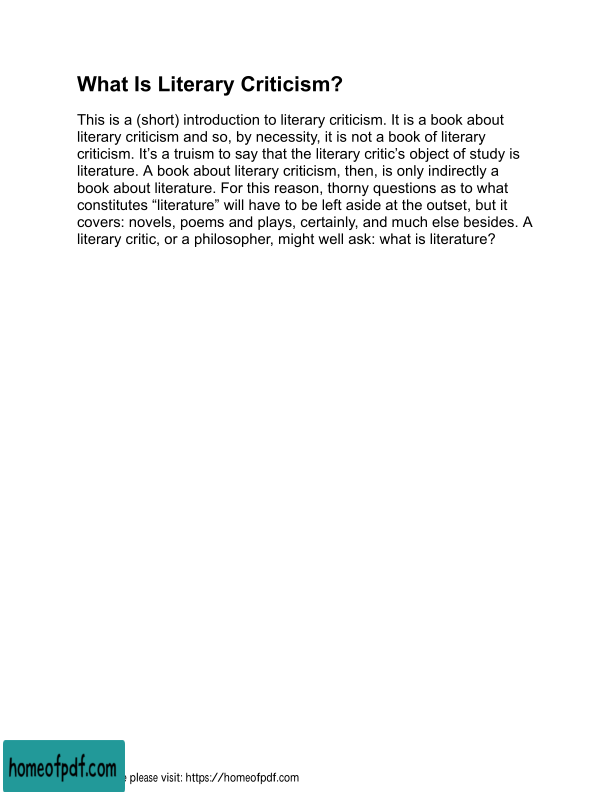 What Is Literary Criticism?
This is a (short) introduction to literary criticism. It is a book about
literary criticism and so, by necessity, it is not a book of literary
criticism. It’s a truism to say that the literary critic’s object of study is
literature. A book about literary criticism, then, is only indirectly a
book about literature. For this reason, thorny questions as to what
constitutes “literature” will have to be left aside at the outset, but it
covers: novels, poems and plays, certainly, and much else besides. A
literary critic, or a philosopher, might well ask: what is literature?
homeofpdf.com
please visit: https://homeofpdf.com